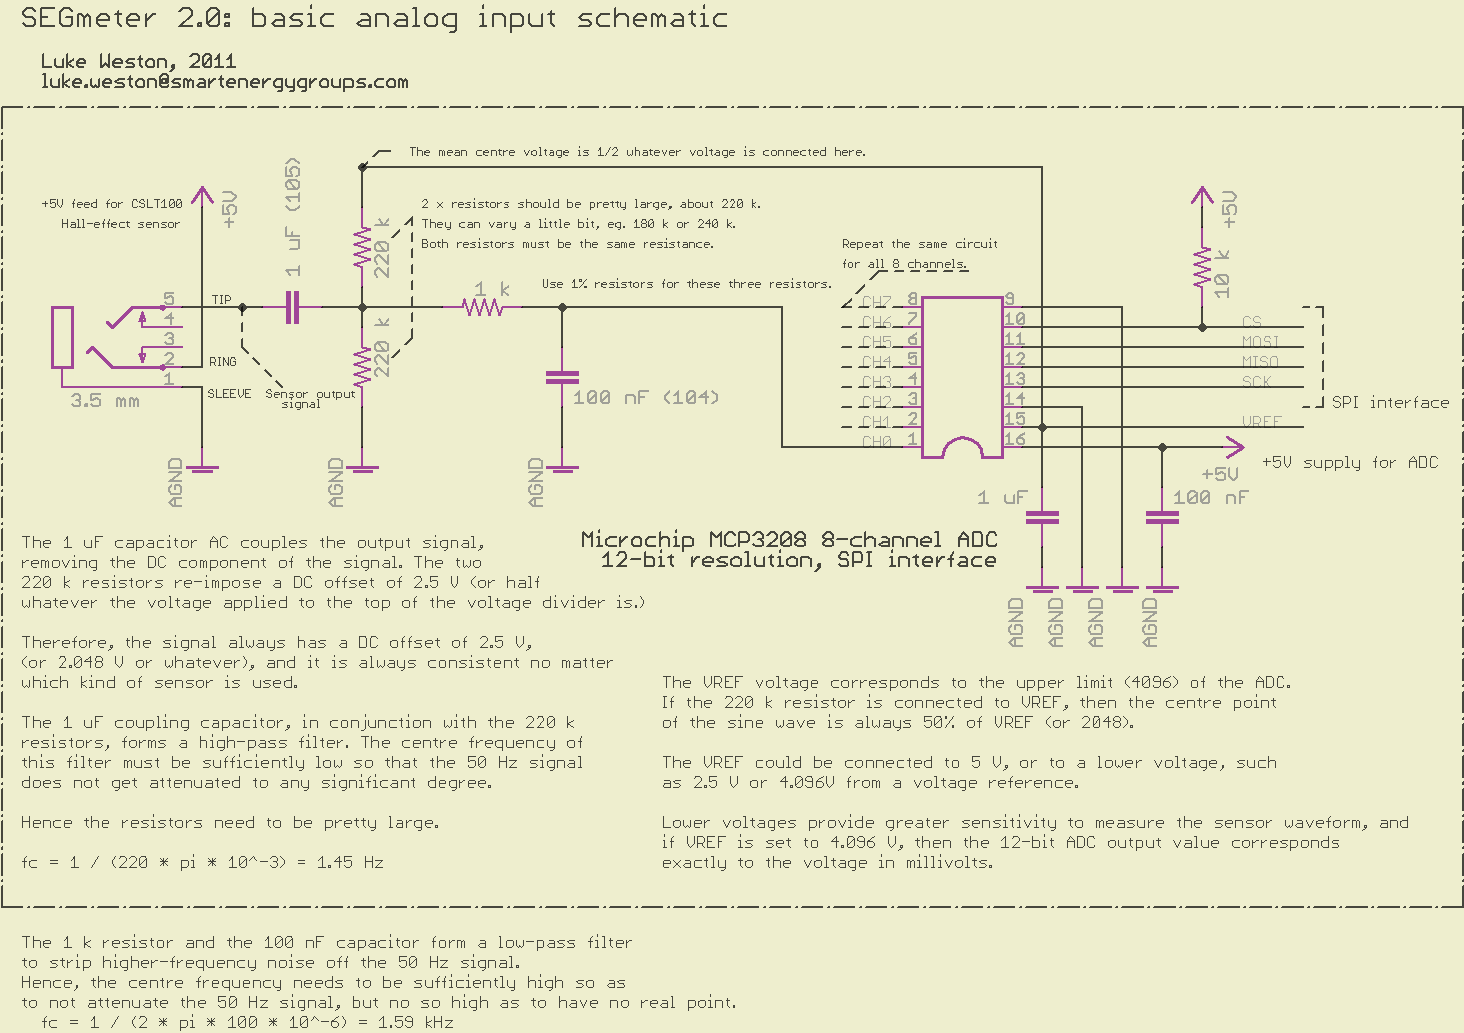 SEGmeter 2.0: basic analog input schematic
Luke Weston, 2011
luke.weston@smartenergygroups.com
The mean centre voltage is 1/2 whatever voltage is connected here.
+5V feed for CSLT100
Hall-effect sensor
+5V
1 uF (105)
2 x resistors should be pretty large, about 220 k.
They can vary a little bit, eg. 180 k or 240 k.
Both resistors must be the same resistance.
220 k
220 k
Use 1% resistors for these three resistors.
1 k
Repeat the same circuit
for all 8 channels.
+5V
10 k
5
4
3
2
1
TIP
RING
SLEEVE
3.5 mm
Sensor output
signal
100 nF (104)
CH7 8
CH6 7
CH5 6
CH4 5
CH3 4
CH2 3
CH1 2
CH0 1
9
10 CS
11 MOSI
12 MISO
13 SCK
14
15 VREF
16
SPI interface
+5V
+5V supply for ADC
AGND
AGND
AGND
1 uF
100 nF
AGND
AGND
AGND
AGND
Microchip MCP3208 8-channel ADC
12-bit resolution, SPI interface
The 1 uF capacitor AC couples the output signal,
removing the DC component of the signal. The two
220 k resistors re-impose a DC offset of 2.5 V (or half
whatever the voltage applied to the top of the voltage divider is.)
Therefore, the signal always has a DC offset of 2.5 V,
(or 2.048 V or whatever), and it is always consistent no matter
which kind of sensor is used.
The 1 uF coupling capacitor, in conjunction with the 220 k
resistors, forms a high-pass filter. The centre frequency of
this filter must be sufficiently low so that the 50 Hz signal
does not get attenuated to any significant degree.
Hence the resistors need to be pretty large.
fc = 1 / (220 * pi * 10^-3) = 1.45 Hz
The VREF voltage corresponds to the upper limit (4096) of the ADC.
If the 220 k resistor is connected to VREF, then the centre point
of the sine wave is always 50% of VREF (or 2048).
The VREF could be connected to 5 V, or to a lower voltage, such
as 2.5 V or 4.096V from a voltage reference.
Lower voltages provide greater sensitivity to measure the sensor waveform, and
if VREF is set to 4.096 V, then the 12-bit ADC output value corresponds
exactly to the voltage in millivolts.
The 1 k resistor and the 100 nF capacitor form a low-pass filter
to strip higher-frequency noise off the 50 Hz signal.
Hence, the centre frequency needs to be sufficiently high so as
to not attenuate the 50 Hz signal, but no so high as to have no real point.
fc = 1 / (2 * pi * 100 * 10^-6) = 1.59 kHz